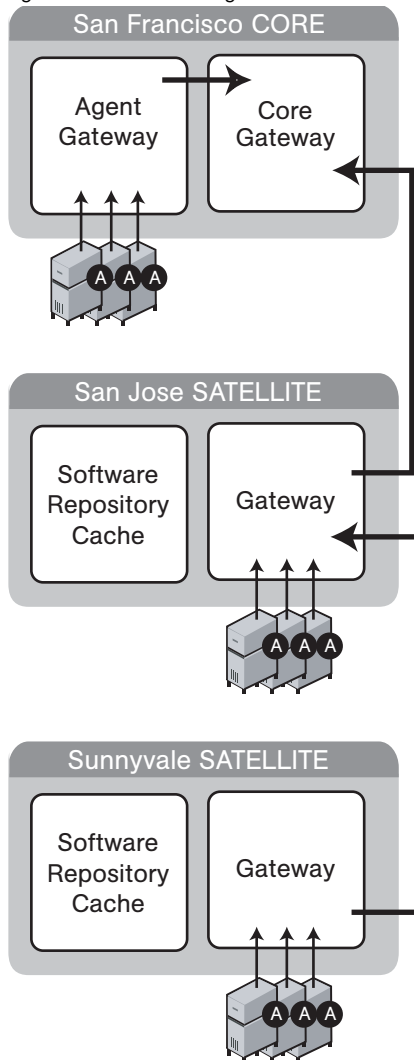 San Francisco CORE
Agent
Gateway
Core
Gateway
A A A
San Jose SATELLITE
Software
Repository
Cache
Gateway
A A A
Sunnyvale SATELLITE
Software
Repository
Cache
Gateway
A A A